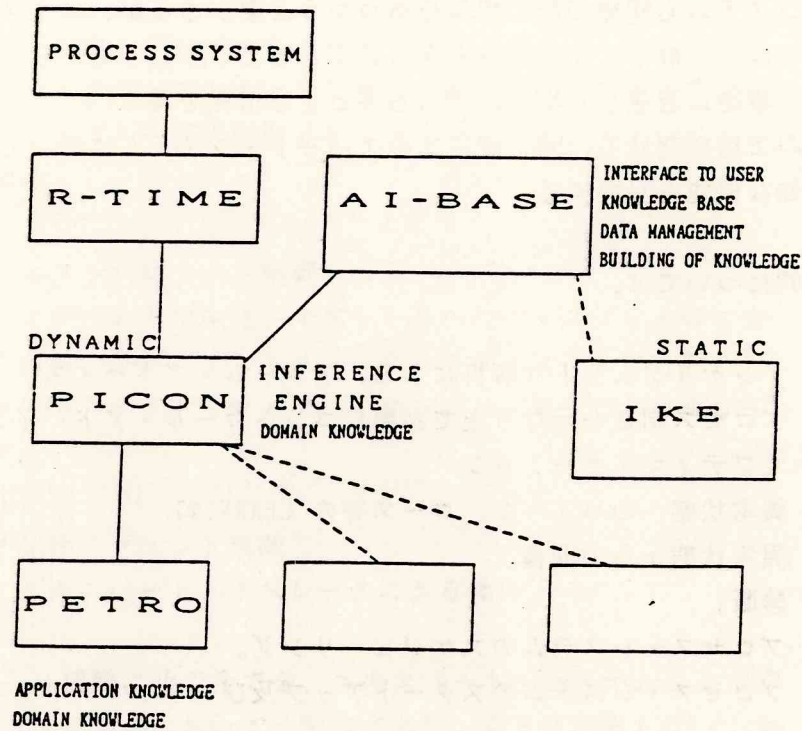 PROCESS SYSTEM
R-TIME
AI-BASE
INTERFACE TO USER
KNOWLEDGE BASE
DATA MANAGEMENT
BUILDING OF KNOWLEDGE
DYNAMIC
PICON
INFERENCE
ENGINE
DOMAIN KNOWLEDGE
STATIC
IKE
PETRO
APPLICATION KNOWLEDGE
DOMAIN KNOWLEDGE